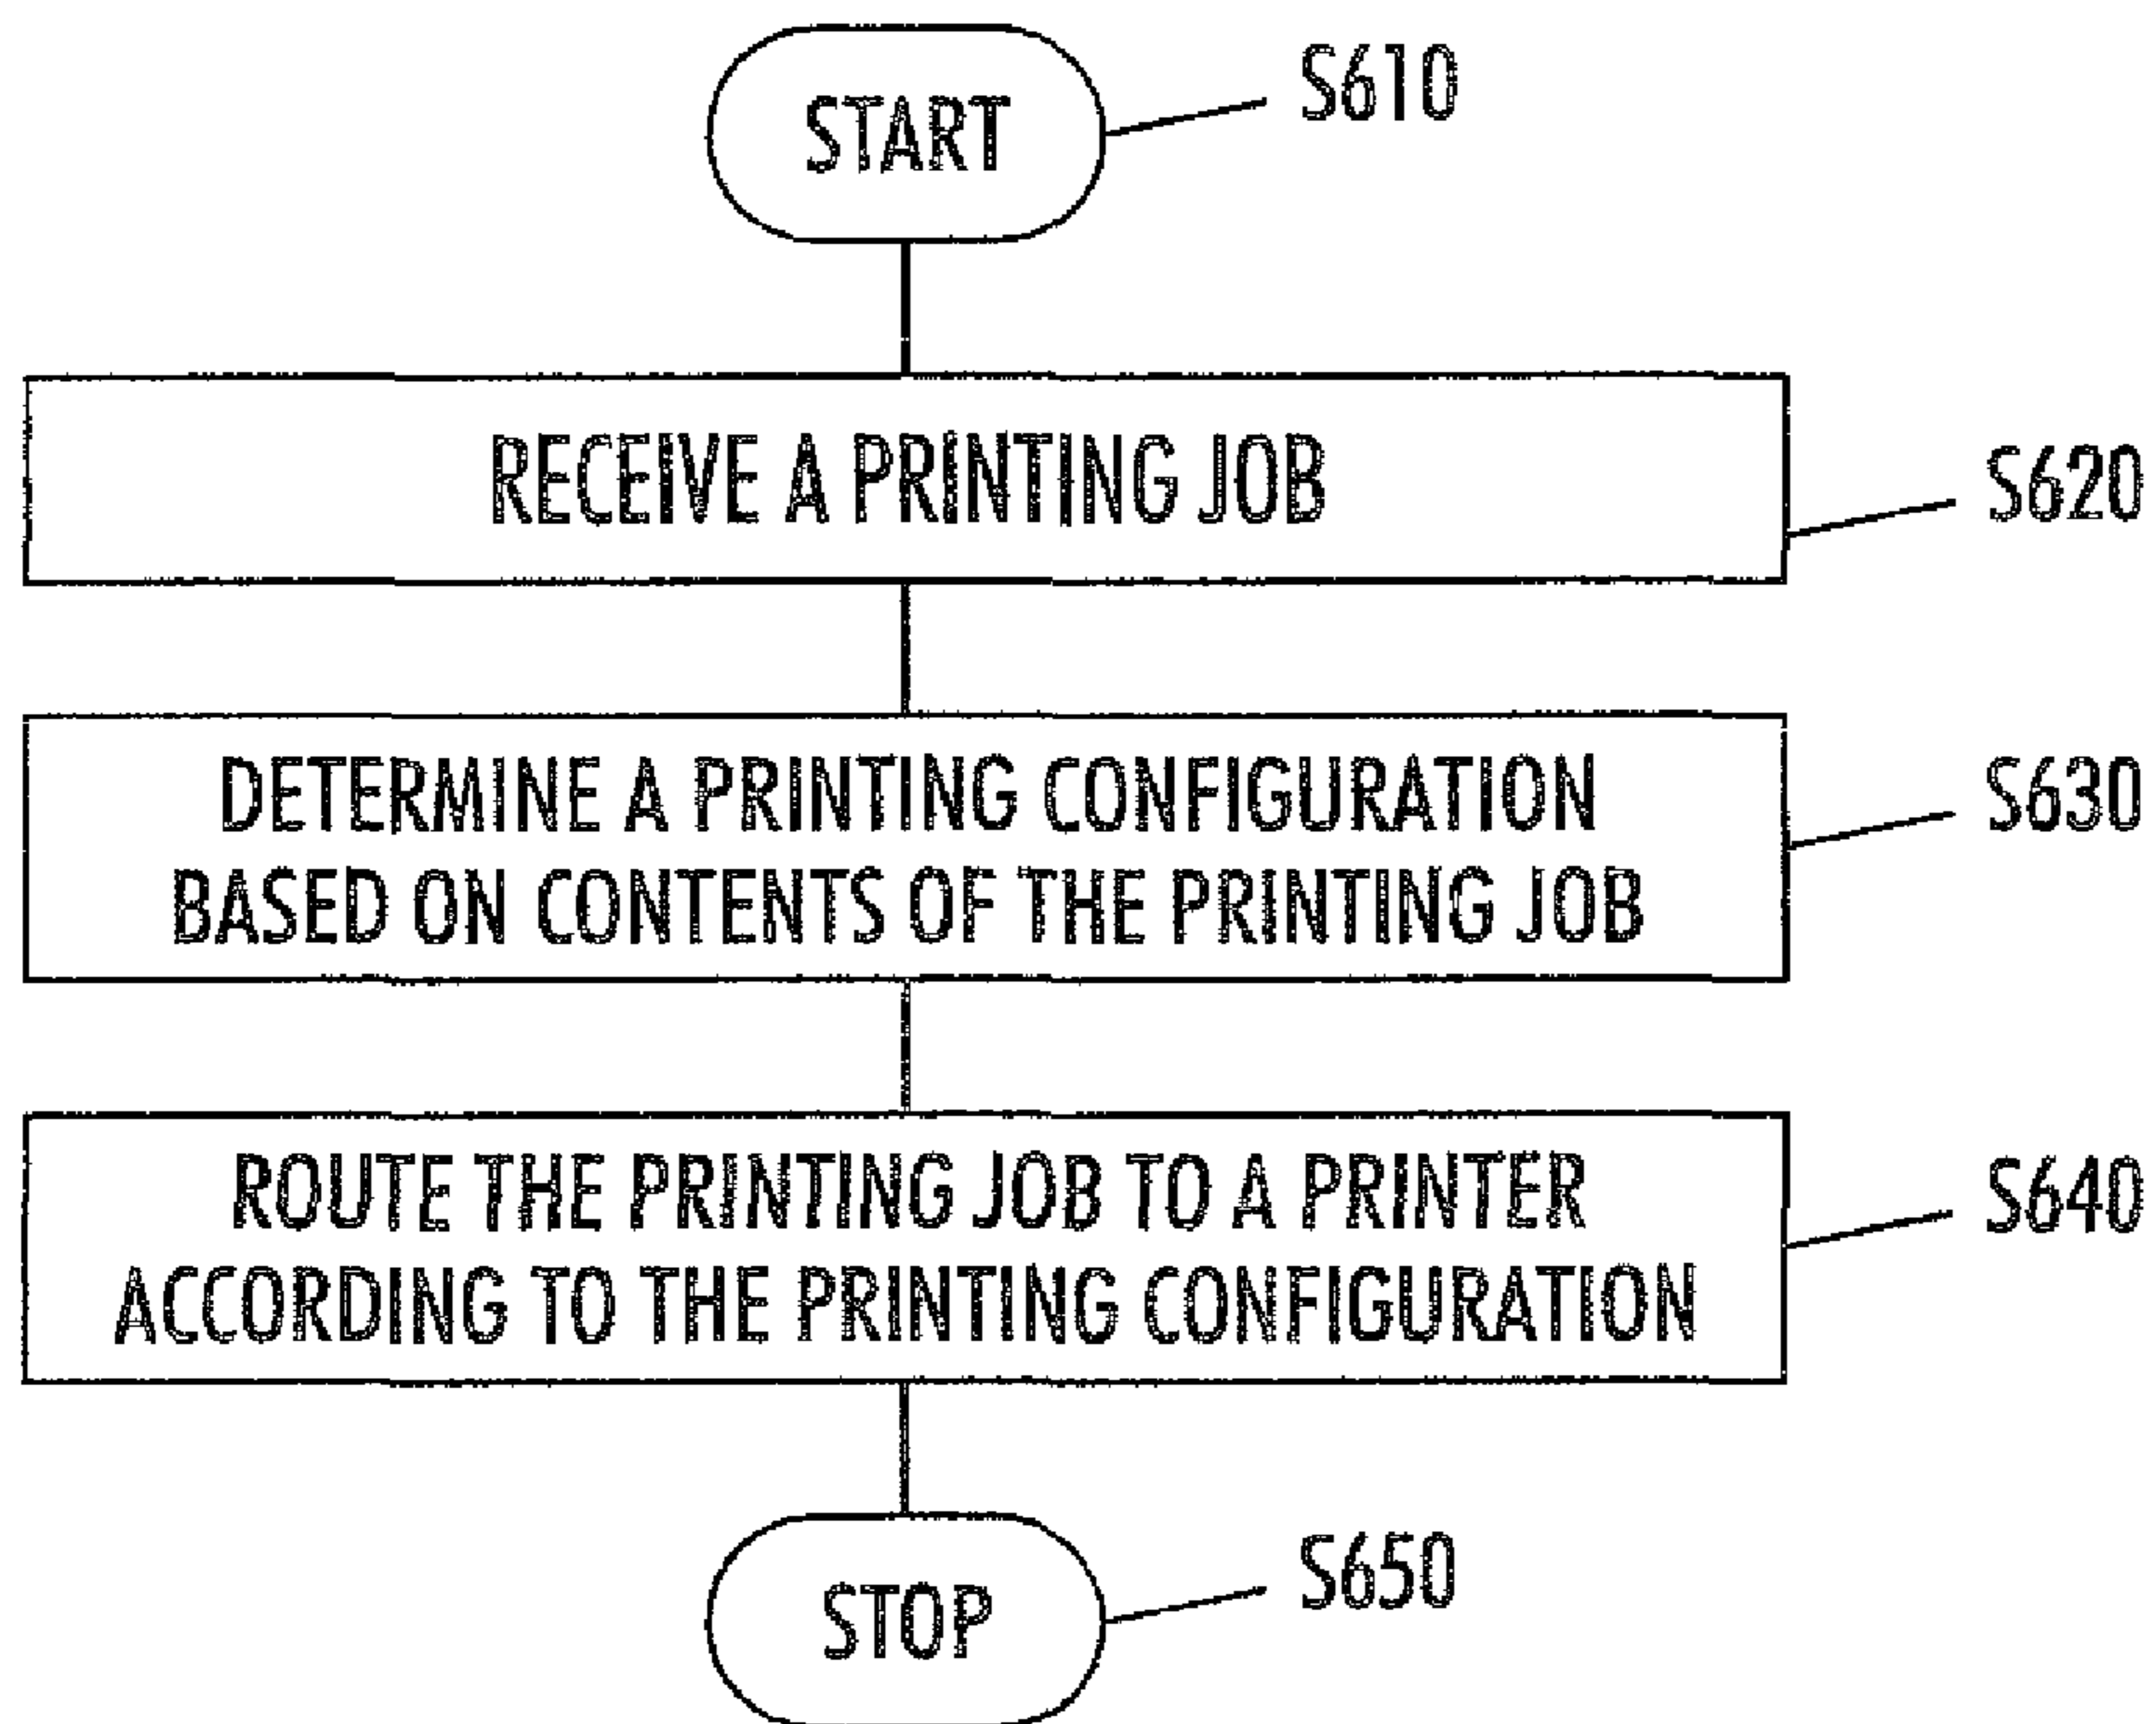 START
S610
RECEIVE A PRINTING JOB
S620
DETERMINE A PRINTING CONFIGURATION
BASED ON CONTENTS OF THE PRINTING JOB
S630
ROUTE THE PRINTING JOB TO A PRINTER
ACCORDING TO THE PRINTING CONFIGURATION
S640
STOP
S650